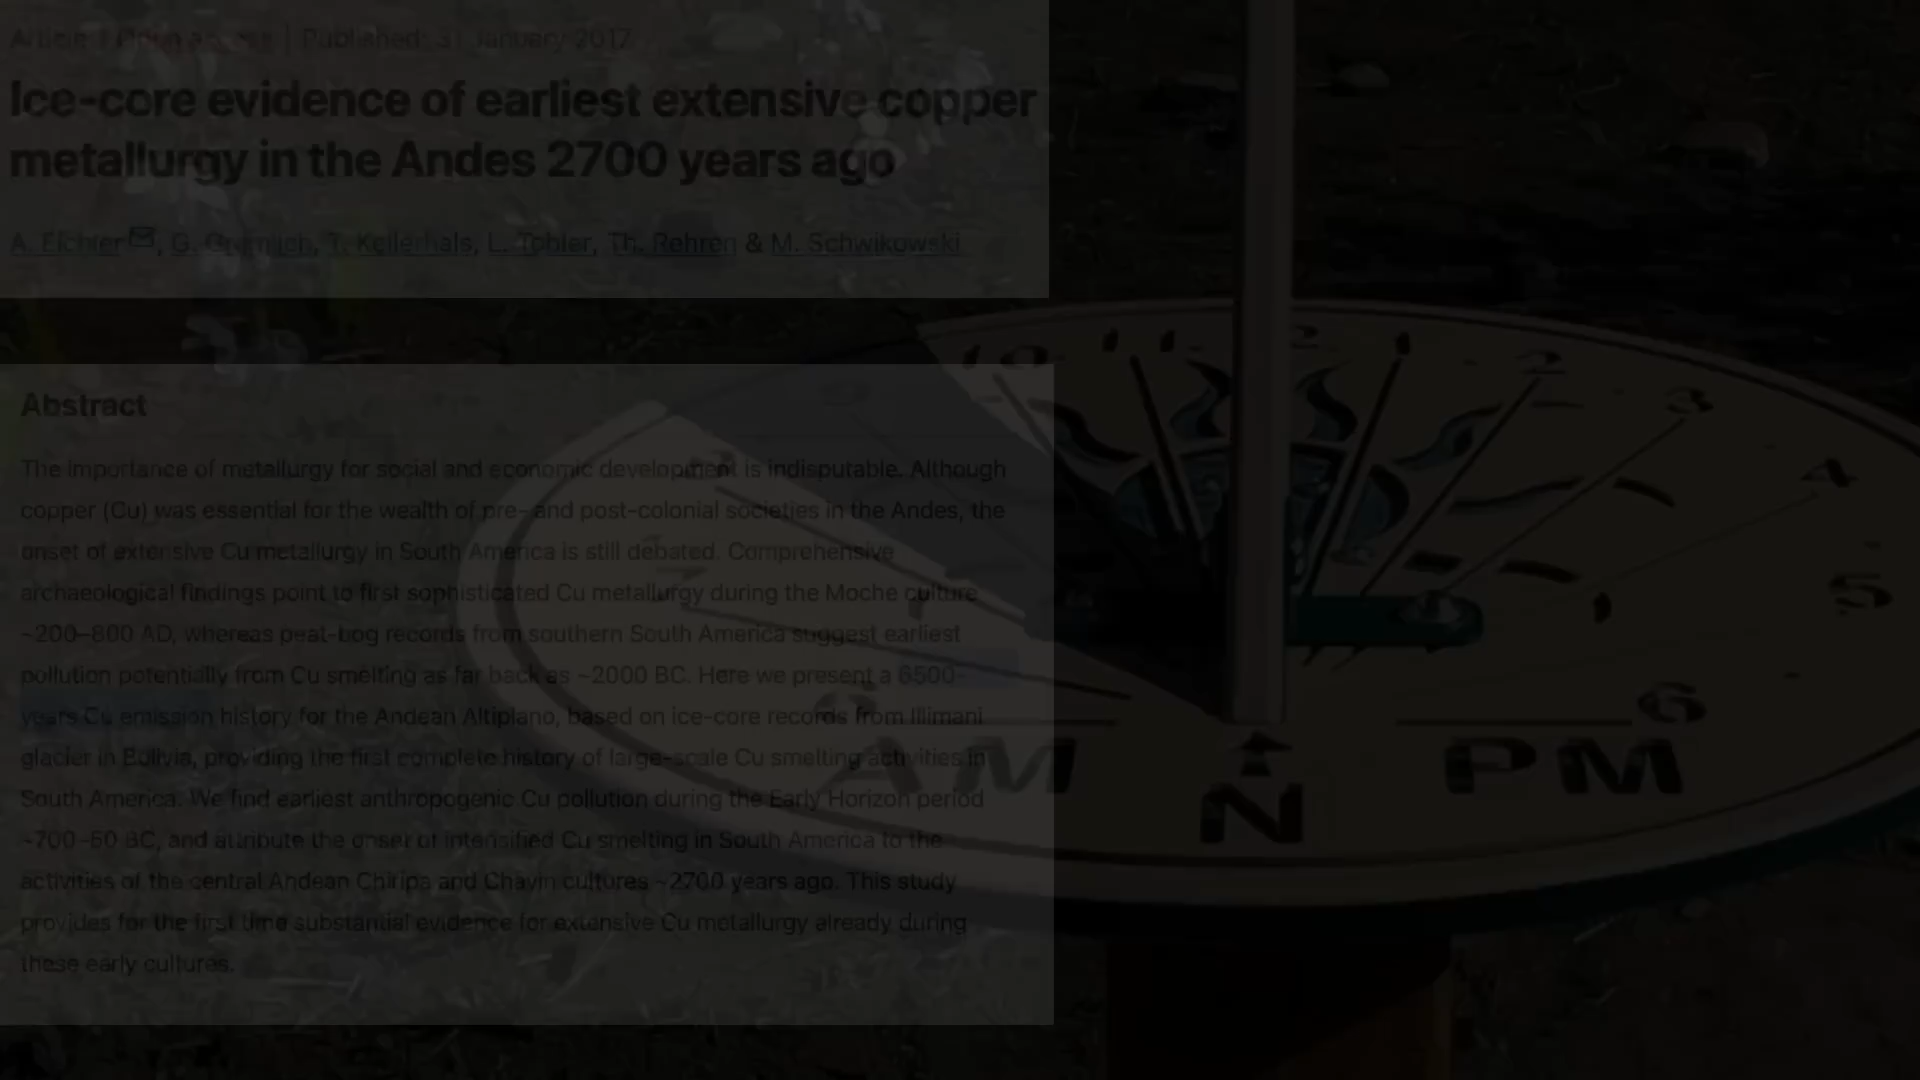 Article | Open access | Published: 31 January 2017
Ice-core evidence of earliest extensive copper
metallurgy in the Andes 2700 years ago
A. Eichler, G. Gramlich, T. Kellerhals, L. Tobler, Th. Rehren & M. Schwikowski
Abstract
The importance of metallurgy for social and economic development is indisputable. Although
copper (Cu) was essential for the wealth of pre- and post-colonial societies in the Andes, the
onset of extensive Cu metallurgy in South America is still debated. Comprehensive
archaeological findings point to first sophisticated Cu metallurgy during the Moche culture
~200–800 AD, whereas peat-bog records from southern South America suggest earliest
pollution potentially from Cu smelting as far back as ~2000 BC. Here we present a 6500-
years Cu emission history for the Andean Altiplano, based on ice-core records from Illimani
glacier in Bolivia, providing the first complete history of large-scale Cu smelting activities in
South America. We find earliest anthropogenic Cu pollution during the Early Horizon period
~700–50 BC, and attribute the onset of intensified Cu smelting in South America to the
activities of the central Andean Chiripa and Chavin cultures ~2700 years ago. This study
provides for the first time substantial evidence for extensive Cu metallurgy already during
these early cultures.
10 11 12 1 2 3
4
5
6
AM PM
N